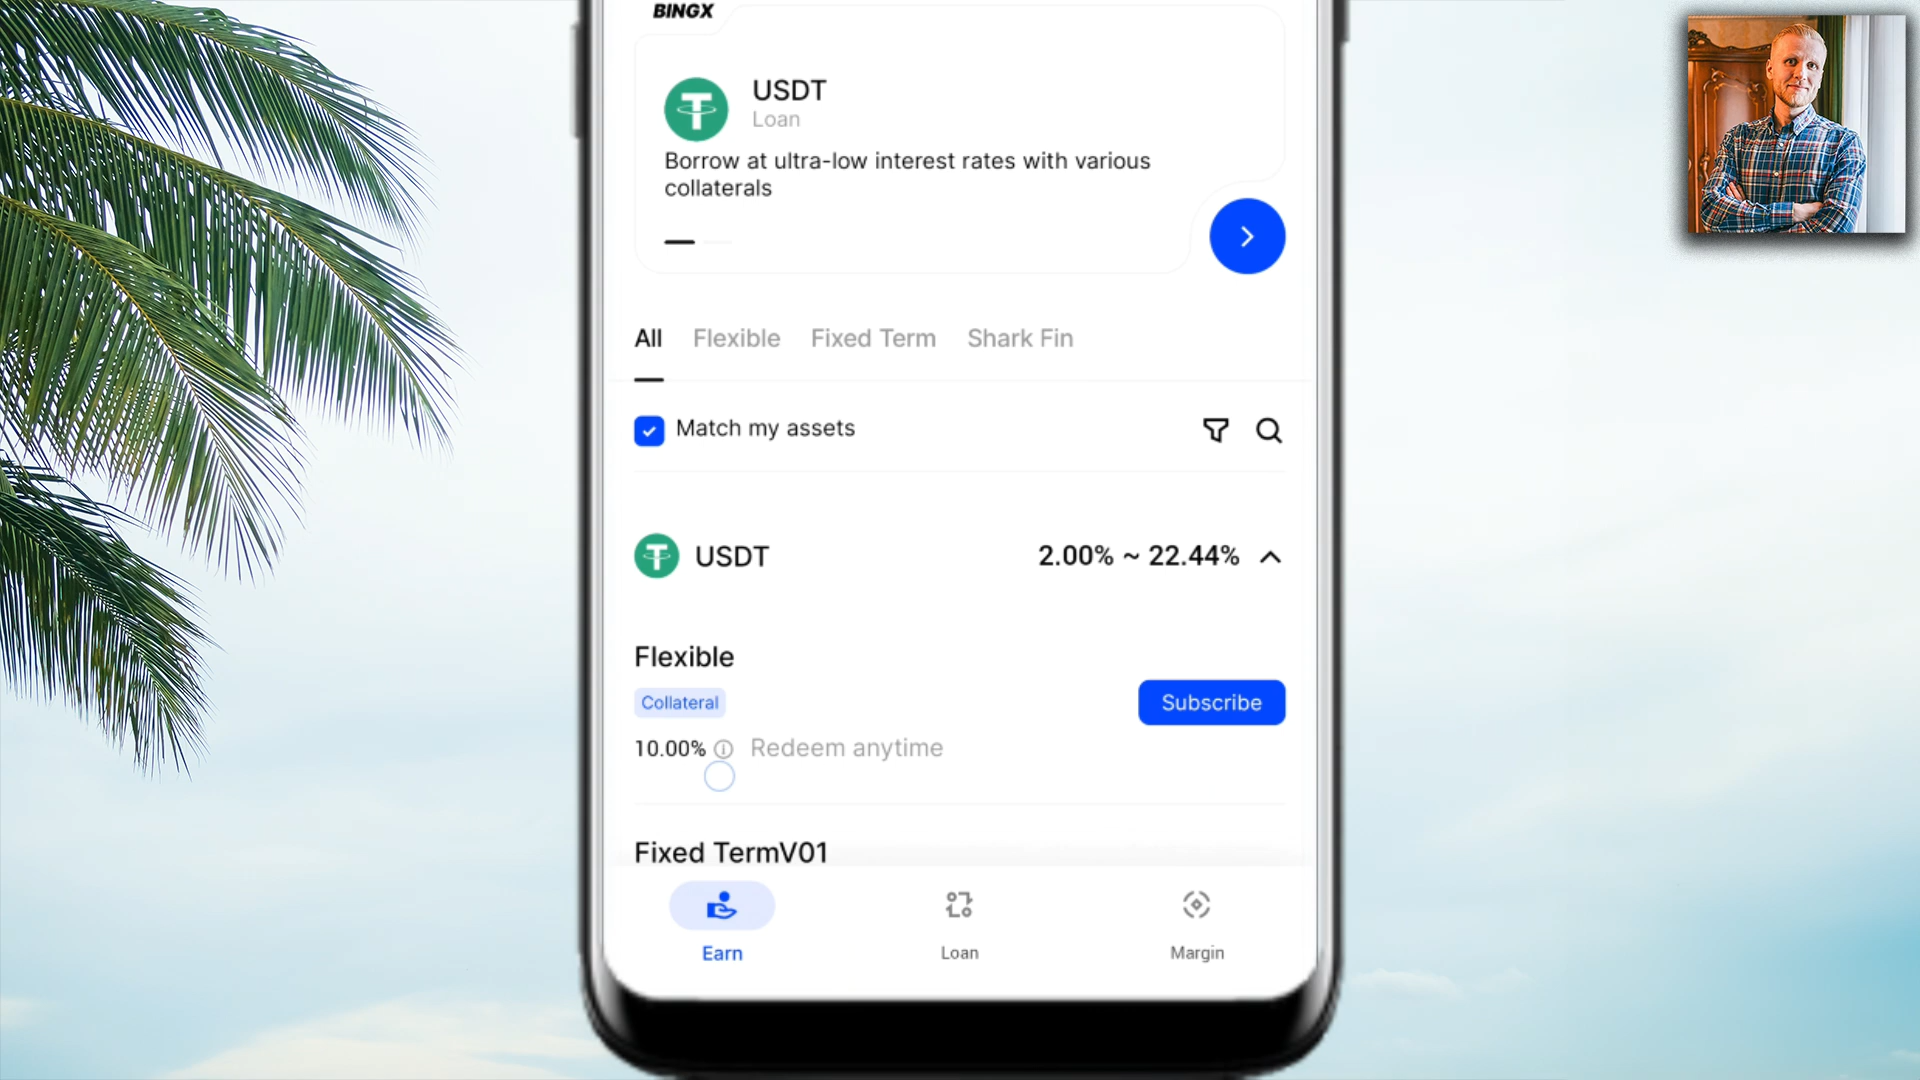 BINGX
USDT
Loan
Borrow at ultra-low interest rates with various
collaterals
All Flexible Fixed Term Shark Fin
Match my assets
USDT 2.00% ~ 22.44%
Flexible
Collateral
Subscribe
10.00% Redeem anytime
Fixed TermV01
Earn Loan Margin